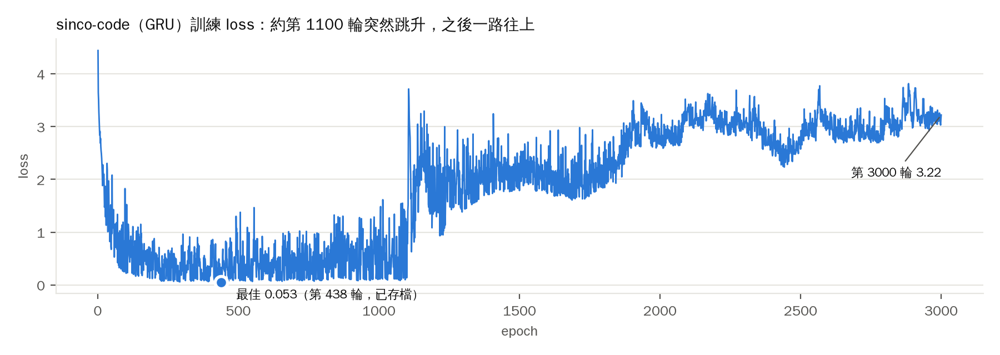 sinco-code（GRU）訓練 loss：約第 1100 輪突然跳升，之後一路往上
4
3
2
1
0
loss
第 3000 輪 3.22
最佳 0.053（第 438 輪，已存檔）
0 500 1000 1500 2000 2500 3000
epoch